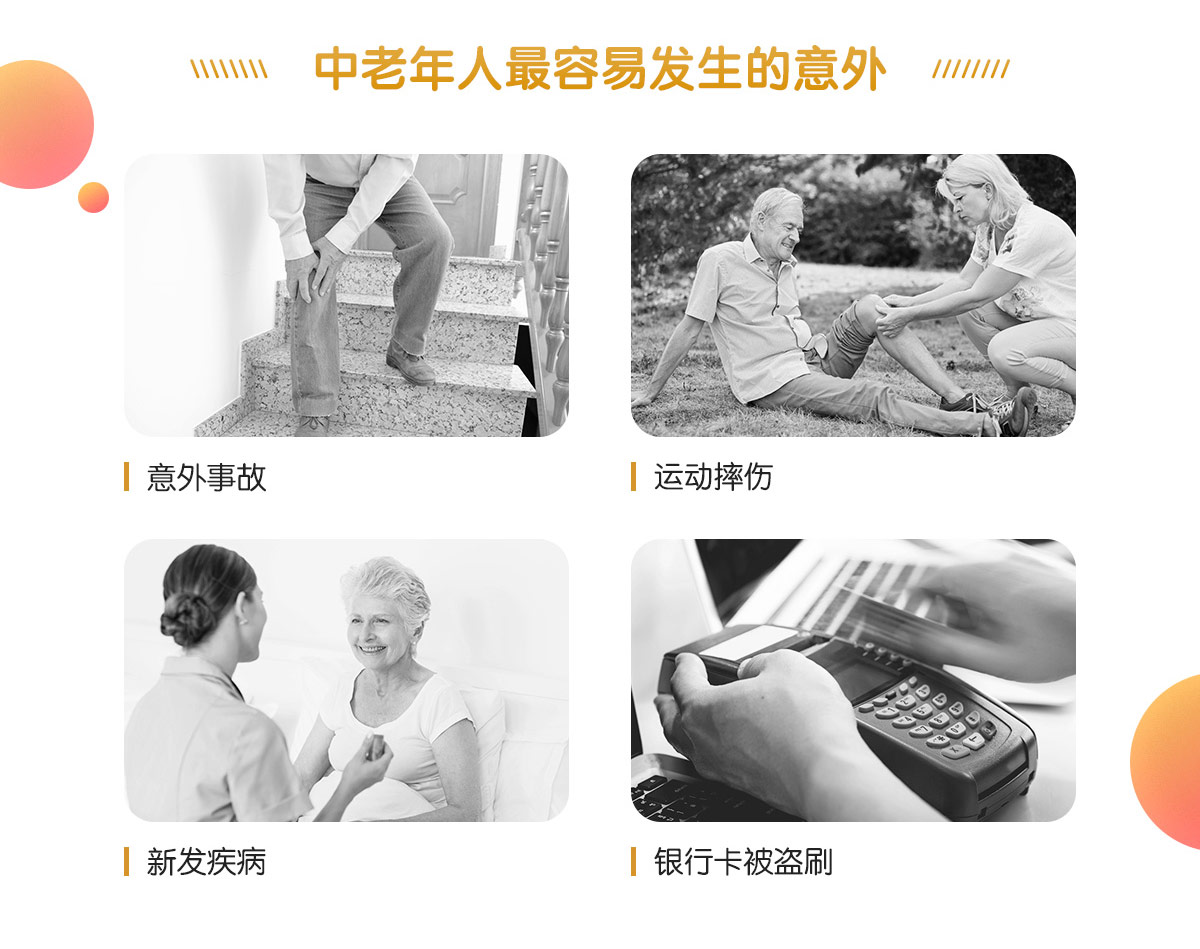 中老年人最容易发生的意外
意外事故
运动摔伤
新发疾病
银行卡被盗刷